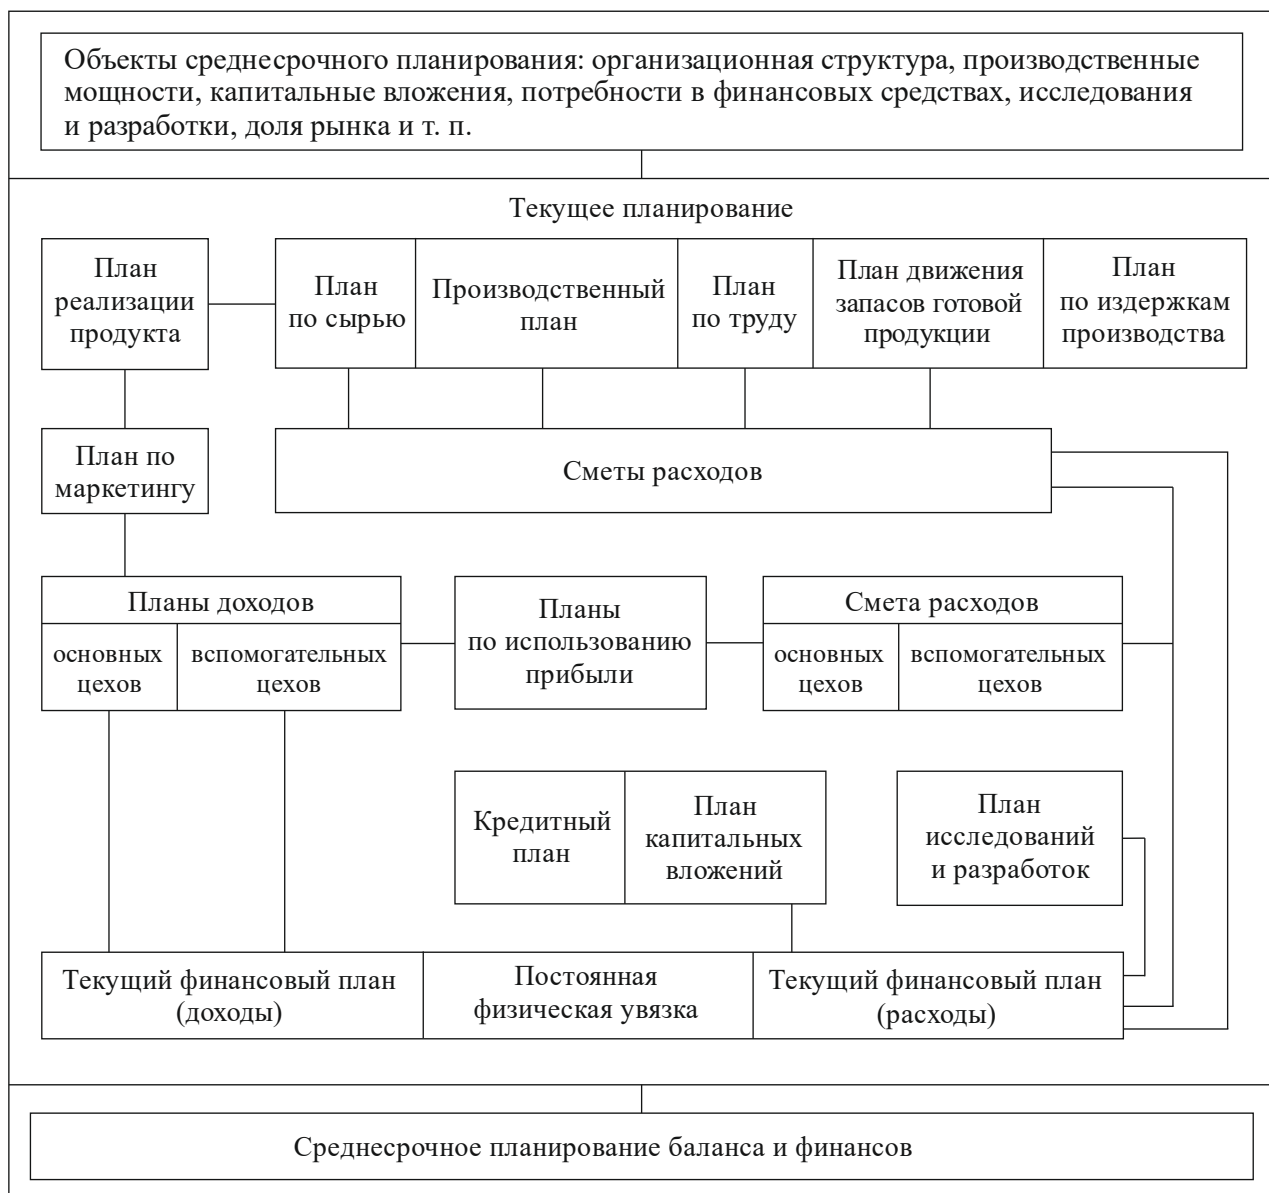 Объекты среднесрочного планирования: организационная структура, производственные
мощности, капитальные вложения, потребности в финансовых средствах, исследования
и разработки, доля рынка и т. п.
Текущее планирование
План
реализации
продукта
План
по сырью
Производственный
план
План
по труду
План движения
запасов готовой
продукции
План
по издержкам
производства
План по
маркетингу
Сметы расходов
Планы доходов
основных
цехов
вспомогательных
цехов
Планы
по использованию
прибыли
Смета расходов
основных
цехов
вспомогательных
цехов
Кредитный
план
План
капитальных
вложений
План
исследований
и разработок
Текущий финансовый план
(доходы)
Постоянная
физическая увязка
Текущий финансовый план
(расходы)
Среднесрочное планирование баланса и финансов